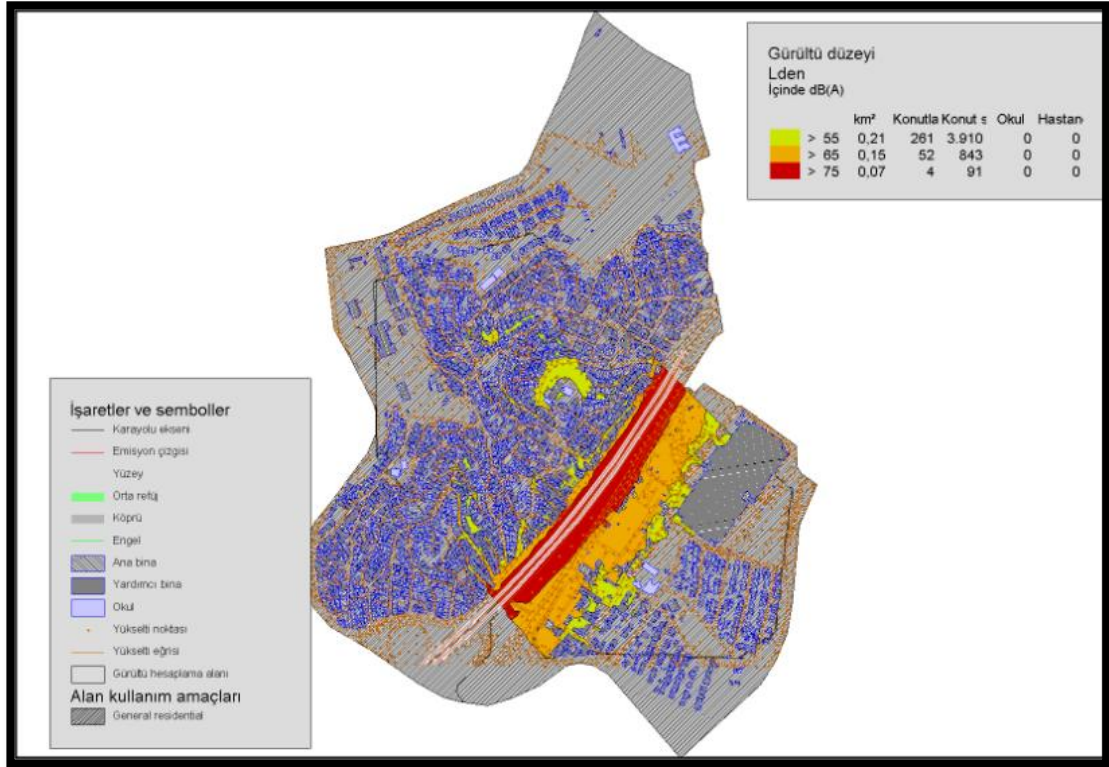 Gürültü düzeyi
Lden
İçinde dB(A)
km² Konutla Konut s Okul Hastan
> 55 0,21 261 3.910 0 0
> 65 0,15 52 843 0 0
> 75 0,07 4 91 0 0
İşaretler ve semboller
Karayolu ekseni
Emisyon çizgisi
Yüzey
Orta refüj
Köprü
Engel
Ana bina
Yardımcı bina
Okul
Yükselti noktası
Yükselti eğrisi
Gürültü hesaplama alanı
Alan kullanım amaçları
General residential